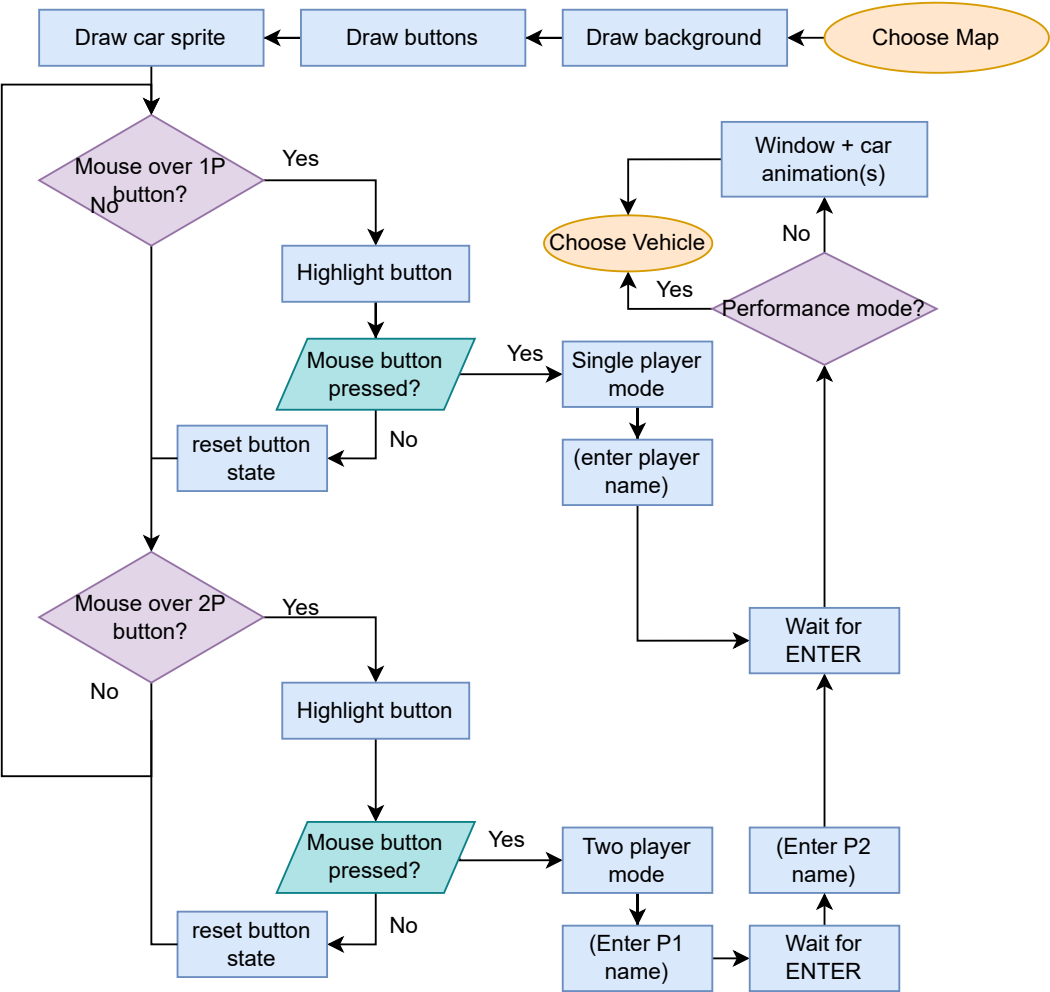 Draw car sprite
Draw buttons
Draw background
Choose Map
Mouse over 1P
button?
No
Yes
Window + car
animation(s)
Choose Vehicle
No
Yes
Performance mode?
Highlight button
Mouse button
pressed?
Yes
Single player
mode
No
reset button
state
(enter player
name)
Mouse over 2P
button?
Yes
No
Wait for
ENTER
Highlight button
Mouse button
pressed?
Yes
Two player
mode
(Enter P2
name)
No
reset button
state
(Enter P1
name)
Wait for
ENTER